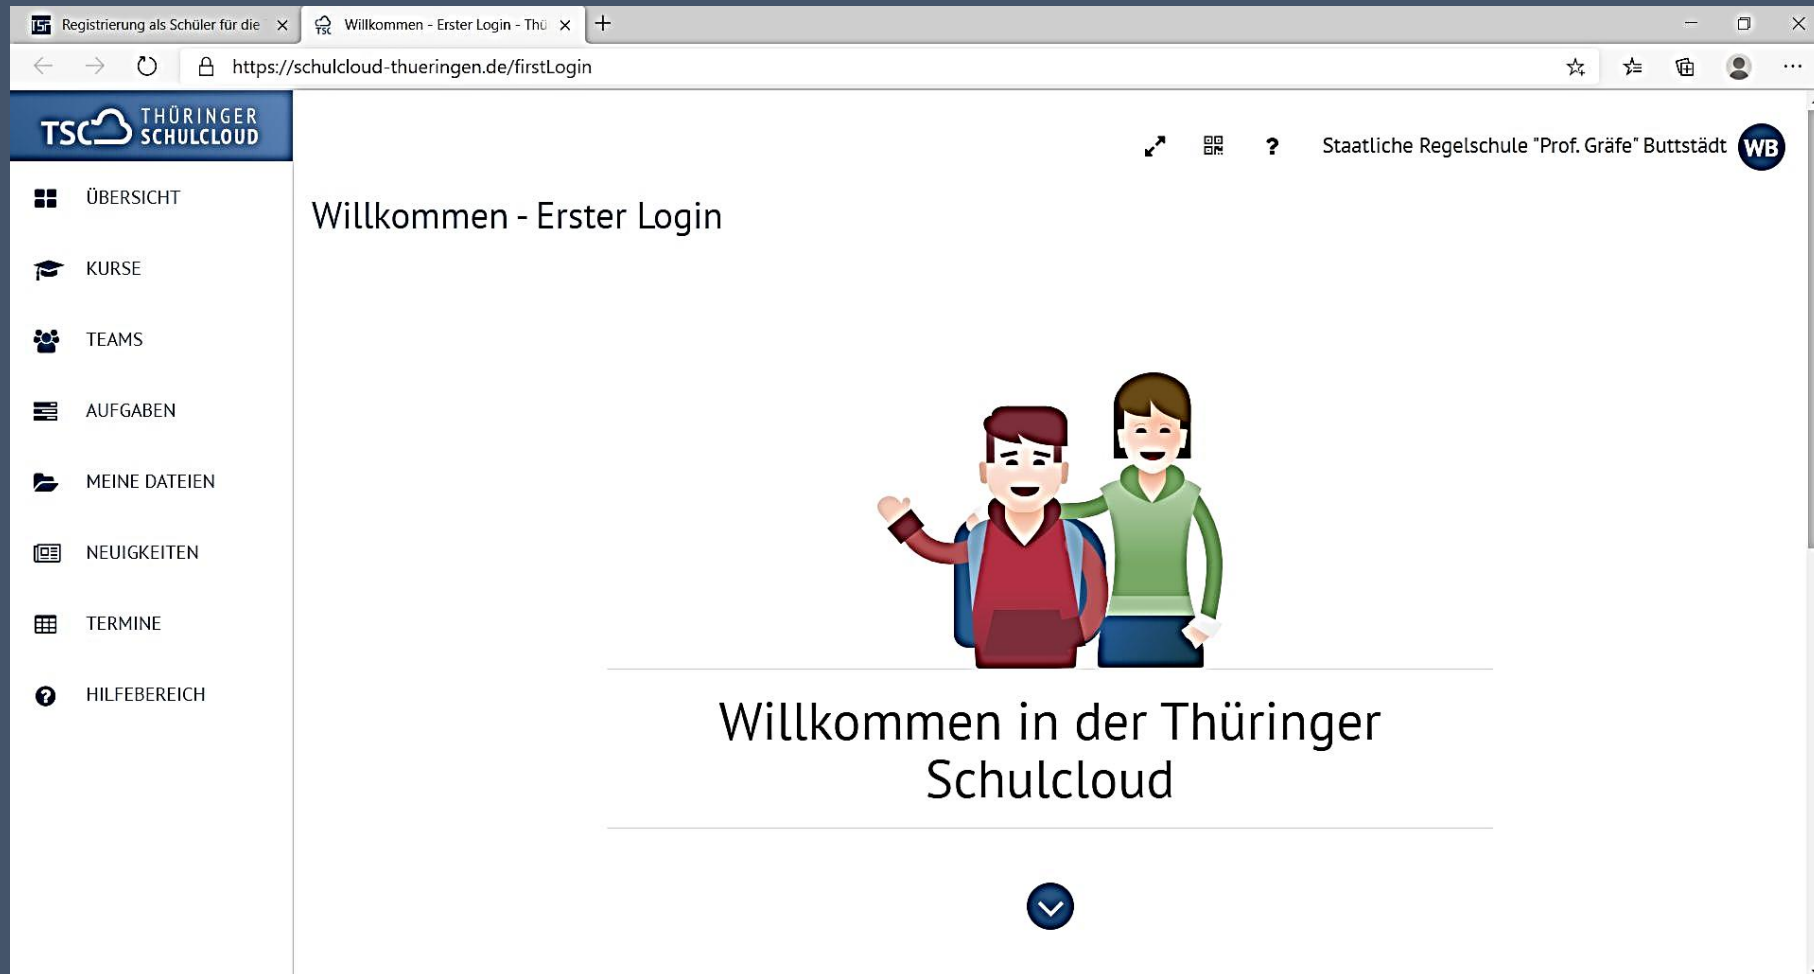 TSP Registrierung als Schüler für die
TSC Willkommen - Erster Login - Thü
https://schulcloud-thueringen.de/firstLogin
TSC THÜRINGER
SCHULCLOUD
? Staatliche Regelschule "Prof. Gräfe" Buttstädt WB
ÜBERSICHT
KURSE
TEAMS
AUFGABEN
MEINE DATEIEN
NEUIGKEITEN
TERMINE
HILFEBEREICH
Willkommen - Erster Login
Willkommen in der Thüringer
Schulcloud